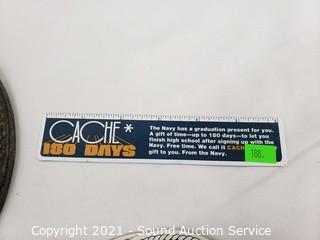 CACHE*
180 DAYS
The Navy has a graduation present for you.
A gift of time—up to 180 days—to let you
finish high school after signing up with the
Navy. Free time. We call it CACH
gift to you. From the Navy.
188.
Copyright 2021 - Sound Auction Service